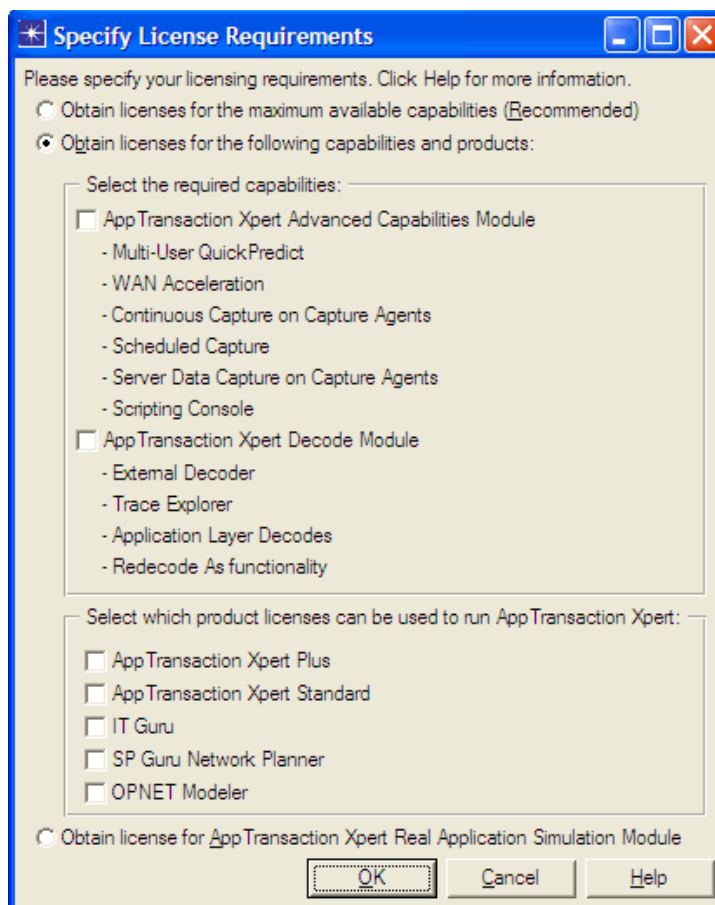 Specify License Requirements
Please specify your licensing requirements. Click Help for more information.
Obtain licenses for the maximum available capabilities (Recommended)
Obtain licenses for the following capabilities and products:
Select the required capabilities:
AppTransaction Xpert Advanced Capabilities Module
- Multi-User QuickPredict
- WAN Acceleration
- Continuous Capture on Capture Agents
- Scheduled Capture
- Server Data Capture on Capture Agents
- Scripting Console
AppTransaction Xpert Decode Module
- External Decoder
- Trace Explorer
- Application Layer Decodes
- Redecode As functionality
Select which product licenses can be used to run AppTransaction Xpert:
AppTransaction Xpert Plus
AppTransaction Xpert Standard
IT Guru
SP Guru Network Planner
OPNET Modeler
Obtain license for AppTransaction Xpert Real Application Simulation Module
OK Cancel Help